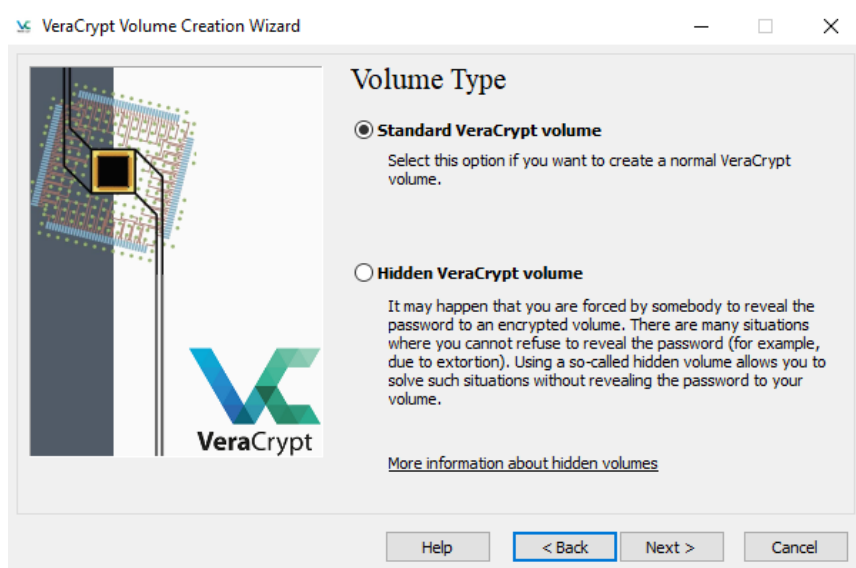 VeraCrypt Volume Creation Wizard
Volume Type
Standard VeraCrypt volume
Select this option if you want to create a normal VeraCrypt
volume.
Hidden VeraCrypt volume
It may happen that you are forced by somebody to reveal the
password to an encrypted volume. There are many situations
where you cannot refuse to reveal the password (for example,
due to extortion). Using a so-called hidden volume allows you to
solve such situations without revealing the password to your
volume.
VeraCrypt
More information about hidden volumes
Help
< Back
Next >
Cancel